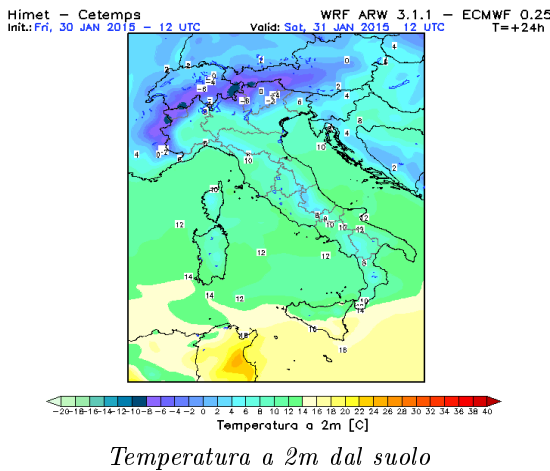 Himet – Cetemps WRF ARW 3.1.1 – ECMWF 0.25
Init.: Fri, 30 JAN 2015 – 12 UTC Valid: Sat, 31 JAN 2015 12 UTC T=+24h
-20 -18 -16 -14 -12 -10 -8 -6 -4 -2 0 2 4 6 8 10 12 14 16 18 20 22 24 26 28 30 32 34 36 38 40
Temperatura a 2m [C]
Temperatura a 2m dal suolo